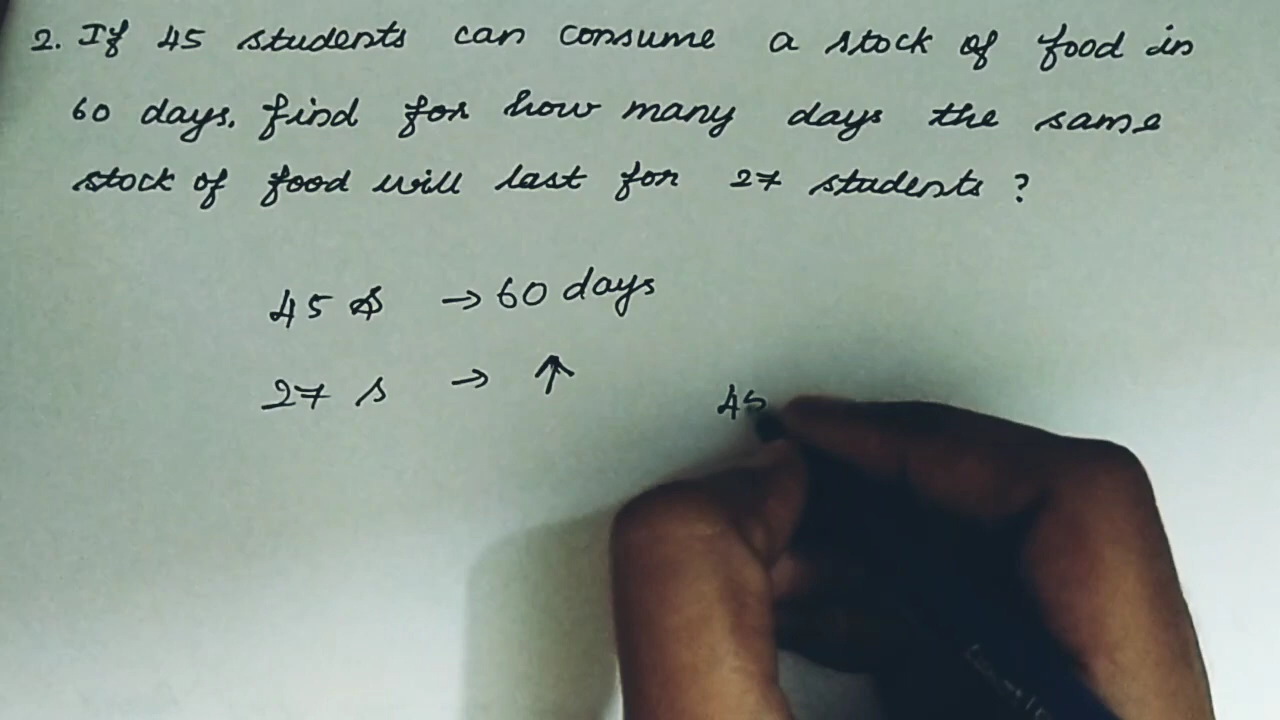 2. If 45 students can consume a stock of food in
60 days. find for how many days the same
stock of food will last for 27 students ?
45 s → 60 days
27 s → ↑
45